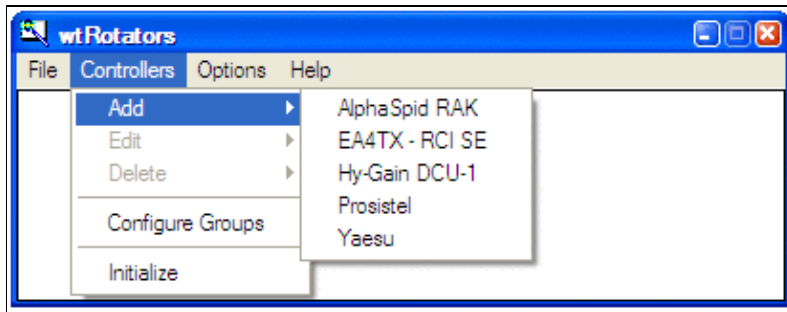 wtRotators
File Controllers Options Help
Add AlphaSpid RAK
Edit EA4TX - RCI SE
Delete Hy-Gain DCU-1
Prosistel
Configure Groups
Yaesu
Initialize